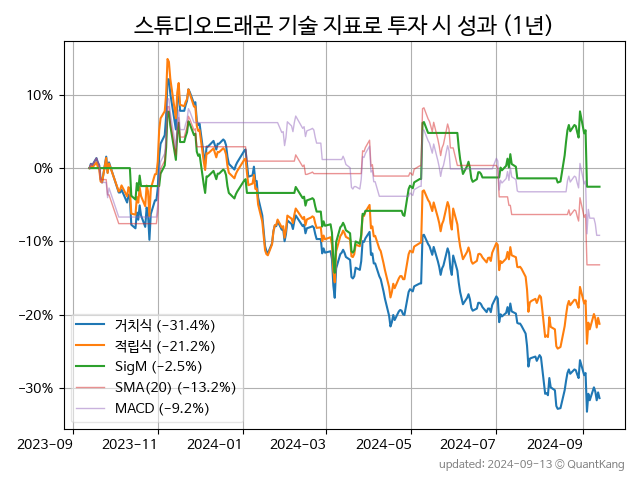 스튜디오드래곤 기술 지표로 투자 시 성과 (1년)
10%
0%
−10%
−20%
−30%
거치식 (−31.4%)
적립식 (−21.2%)
SigM (−2.5%)
SMA(20) (−13.2%)
MACD (−9.2%)
2023-09 2023-11 2024-01 2024-03 2024-05 2024-07 2024-09
updated: 2024-09-13 © QuantKang